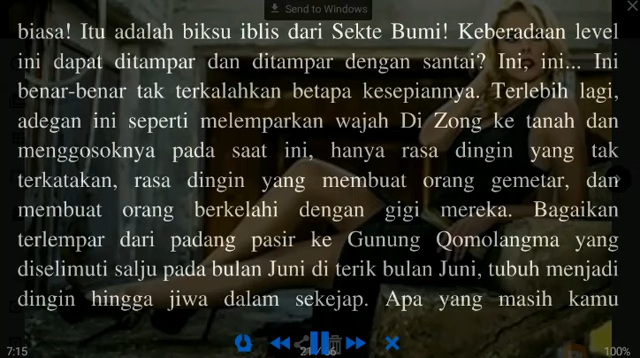 Send to Windows
biasa! Itu adalah biksu iblis dari Sekte Bumi! Keberadaan level
ini dapat ditampar dan ditampar dengan santai? Ini, ini... Ini
benar-benar tak terkalahkan betapa kesepiannya. Terlebih lagi,
adegan ini seperti melemparkan wajah Di Zong ke tanah dan
menggosoknya pada saat ini, hanya rasa dingin yang tak
terkatakan, rasa dingin yang membuat orang gemetar, dan
membuat orang berkelahi dengan gigi mereka. Bagaikan
terlempar dari padang pasir ke Gunung Qomolangma yang
diselimuti salju pada bulan Juni di terik bulan Juni, tubuh menjadi
dingin hingga jiwa dalam sekejap. Apa yang masih kamu
7:15
100%